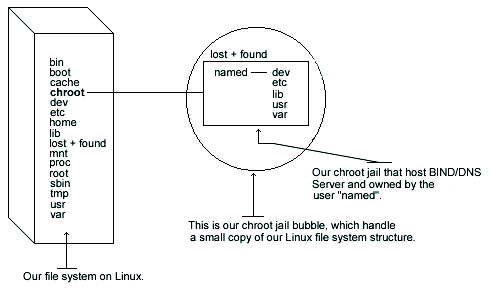 bin
boot
cache
chroot
dev
etc
home
lib
lost + found
mnt
proc
root
sbin
tmp
usr
var
Our file system on Linux.
lost + found
named dev
etc
lib
usr
var
Our chroot jail that host BIND/DNS
Server and owned by the
user "named".
This is our chroot jail bubble, which handle
a small copy of our Linux file system structure.